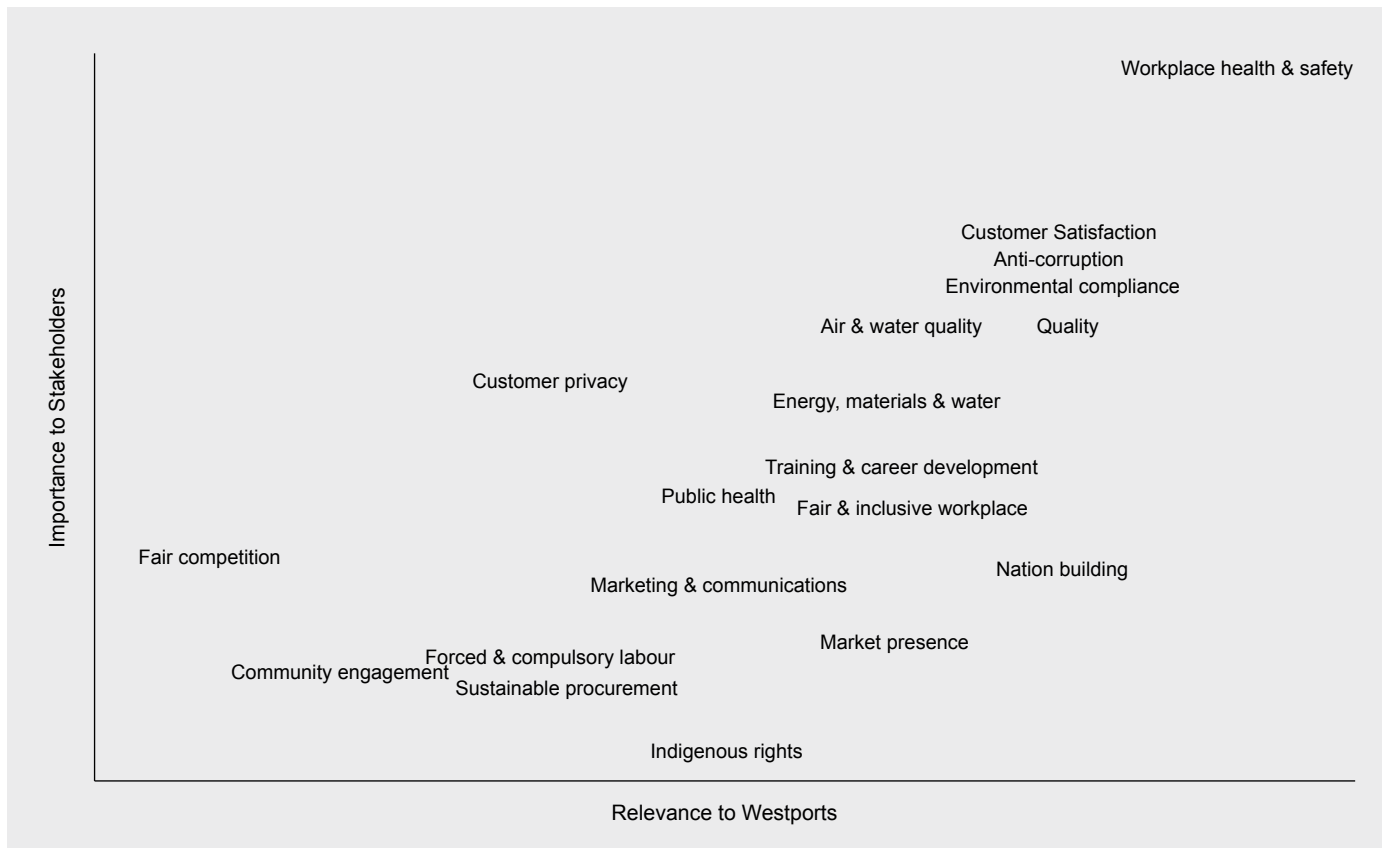 Workplace health & safety
Customer Satisfaction
Anti-corruption
Environmental compliance
Air & water quality
Quality
Customer privacy
Energy, materials & water
Training & career development
Public health
Fair & inclusive workplace
Fair competition
Nation building
Marketing & communications
Market presence
Forced & compulsory labour
Community engagement
Sustainable procurement
Indigenous rights
Importance to Stakeholders
Relevance to Westports